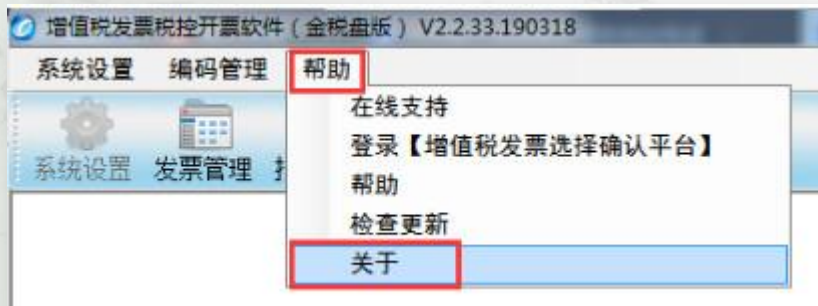 增值税发票税控开票软件(金税盘版) V2.2.33.190318
系统设置 编码管理 帮助
在线支持
登录【增值税发票选择确认平台】
帮助
检查更新
关于
系统设置 发票管理